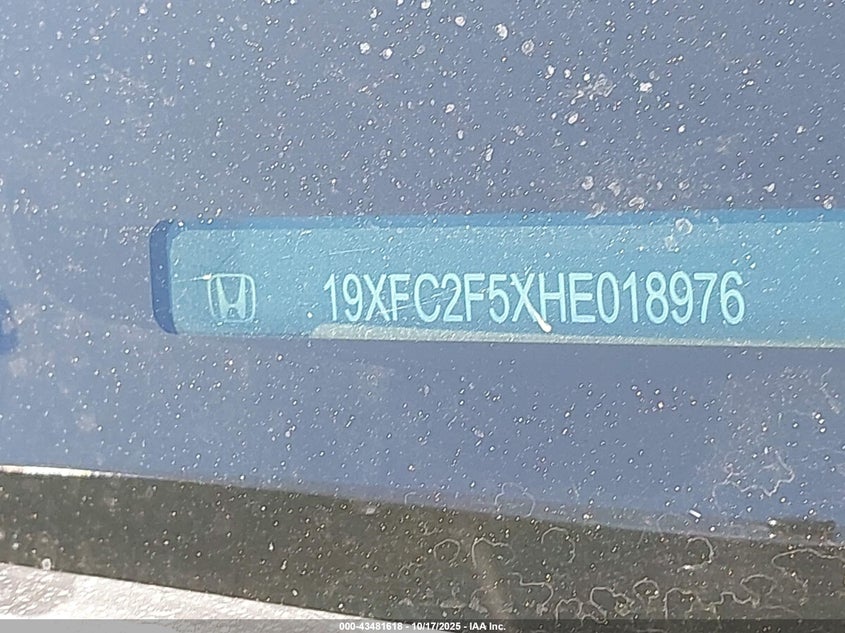 19XFC2F5XHE018976
000-43481618 - 10/17/2025 - IAA Inc.